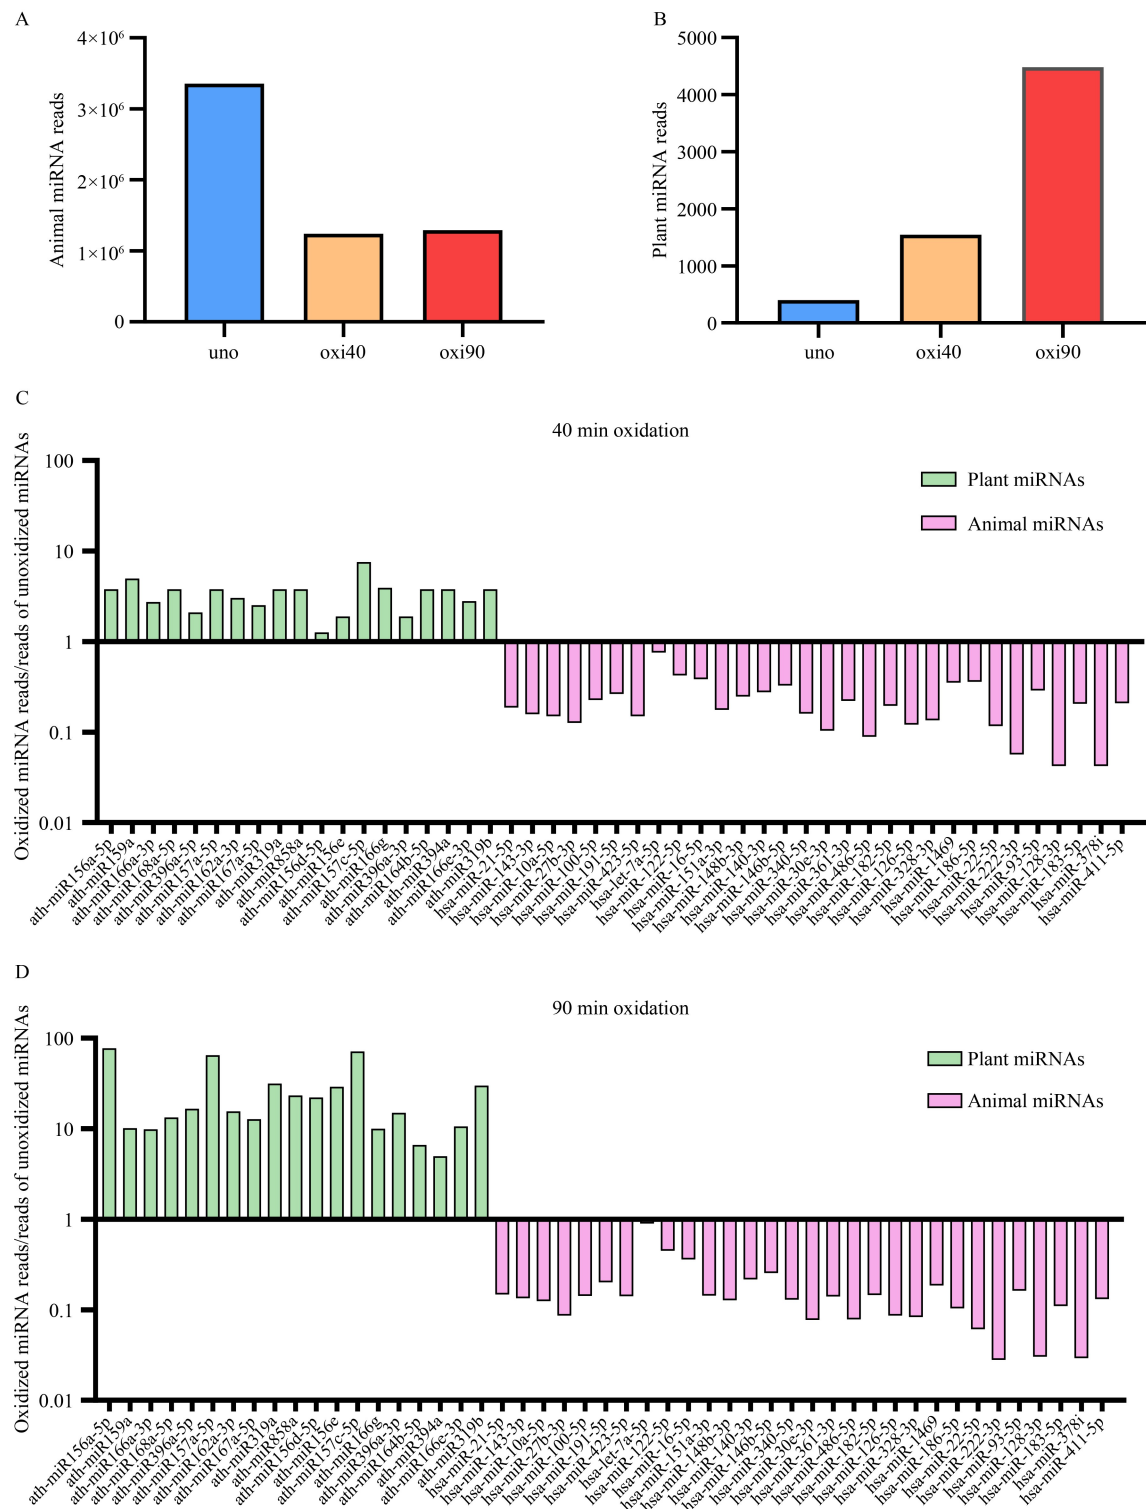 A
Animal miRNA reads
4×10⁶
3×10⁶
2×10⁶
1×10⁶
0
uno
oxi40
oxi90
B
Plant miRNA reads
5000
4000
3000
2000
1000
0
uno
oxi40
oxi90
C
40 min oxidation
Oxidized miRNA reads/reads of unoxidized miRNAs
100
10
1
0.1
0.01
Plant miRNAs
Animal miRNAs
ath-miR156a-5p
ath-miR159a
ath-miR166a-3p
ath-miR168a-5p
ath-miR396a-5p
ath-miR157a-5p
ath-miR162a-3p
ath-miR167a-5p
ath-miR319a
ath-miR858a
ath-miR156d-5p
ath-miR156e
ath-miR157c-5p
ath-miR166g
ath-miR396a-3p
ath-miR164b-5p
ath-miR394a
ath-miR166e-3p
ath-miR319b
hsa-miR-21-5p
hsa-miR-143-3p
hsa-miR-10a-5p
hsa-miR-27b-3p
hsa-miR-100-5p
hsa-miR-191-5p
hsa-miR-423-5p
hsa-let-7a-5p
hsa-miR-122-5p
hsa-miR-16-5p
hsa-miR-151a-3p
hsa-miR-148b-3p
hsa-miR-140-3p
hsa-miR-146b-5p
hsa-miR-340-5p
hsa-miR-30e-3p
hsa-miR-361-3p
hsa-miR-486-5p
hsa-miR-182-5p
hsa-miR-126-5p
hsa-miR-328-3p
hsa-miR-1469
hsa-miR-186-5p
hsa-miR-22-5p
hsa-miR-222-3p
hsa-miR-93-5p
hsa-miR-128-3p
hsa-miR-183-5p
hsa-miR-378i
hsa-miR-411-5p
D
90 min oxidation
Oxidized miRNA reads/reads of unoxidized miRNAs
100
10
1
0.1
0.01
Plant miRNAs
Animal miRNAs
ath-miR156a-5p
ath-miR159a
ath-miR166a-3p
ath-miR168a-5p
ath-miR396a-5p
ath-miR157a-5p
ath-miR162a-3p
ath-miR167a-5p
ath-miR319a
ath-miR858a
ath-miR156d-5p
ath-miR156e
ath-miR157c-5p
ath-miR166g
ath-miR396a-3p
ath-miR164b-5p
ath-miR394a
ath-miR166e-3p
ath-miR319b
hsa-miR-21-5p
hsa-miR-143-3p
hsa-miR-10a-5p
hsa-miR-27b-3p
hsa-miR-100-5p
hsa-miR-191-5p
hsa-miR-423-5p
hsa-let-7a-5p
hsa-miR-122-5p
hsa-miR-16-5p
hsa-miR-151a-3p
hsa-miR-148b-3p
hsa-miR-140-3p
hsa-miR-146b-5p
hsa-miR-340-5p
hsa-miR-30e-3p
hsa-miR-361-3p
hsa-miR-486-5p
hsa-miR-182-5p
hsa-miR-126-5p
hsa-miR-328-3p
hsa-miR-1469
hsa-miR-186-5p
hsa-miR-22-5p
hsa-miR-222-3p
hsa-miR-93-5p
hsa-miR-128-3p
hsa-miR-183-5p
hsa-miR-378i
hsa-miR-411-5p